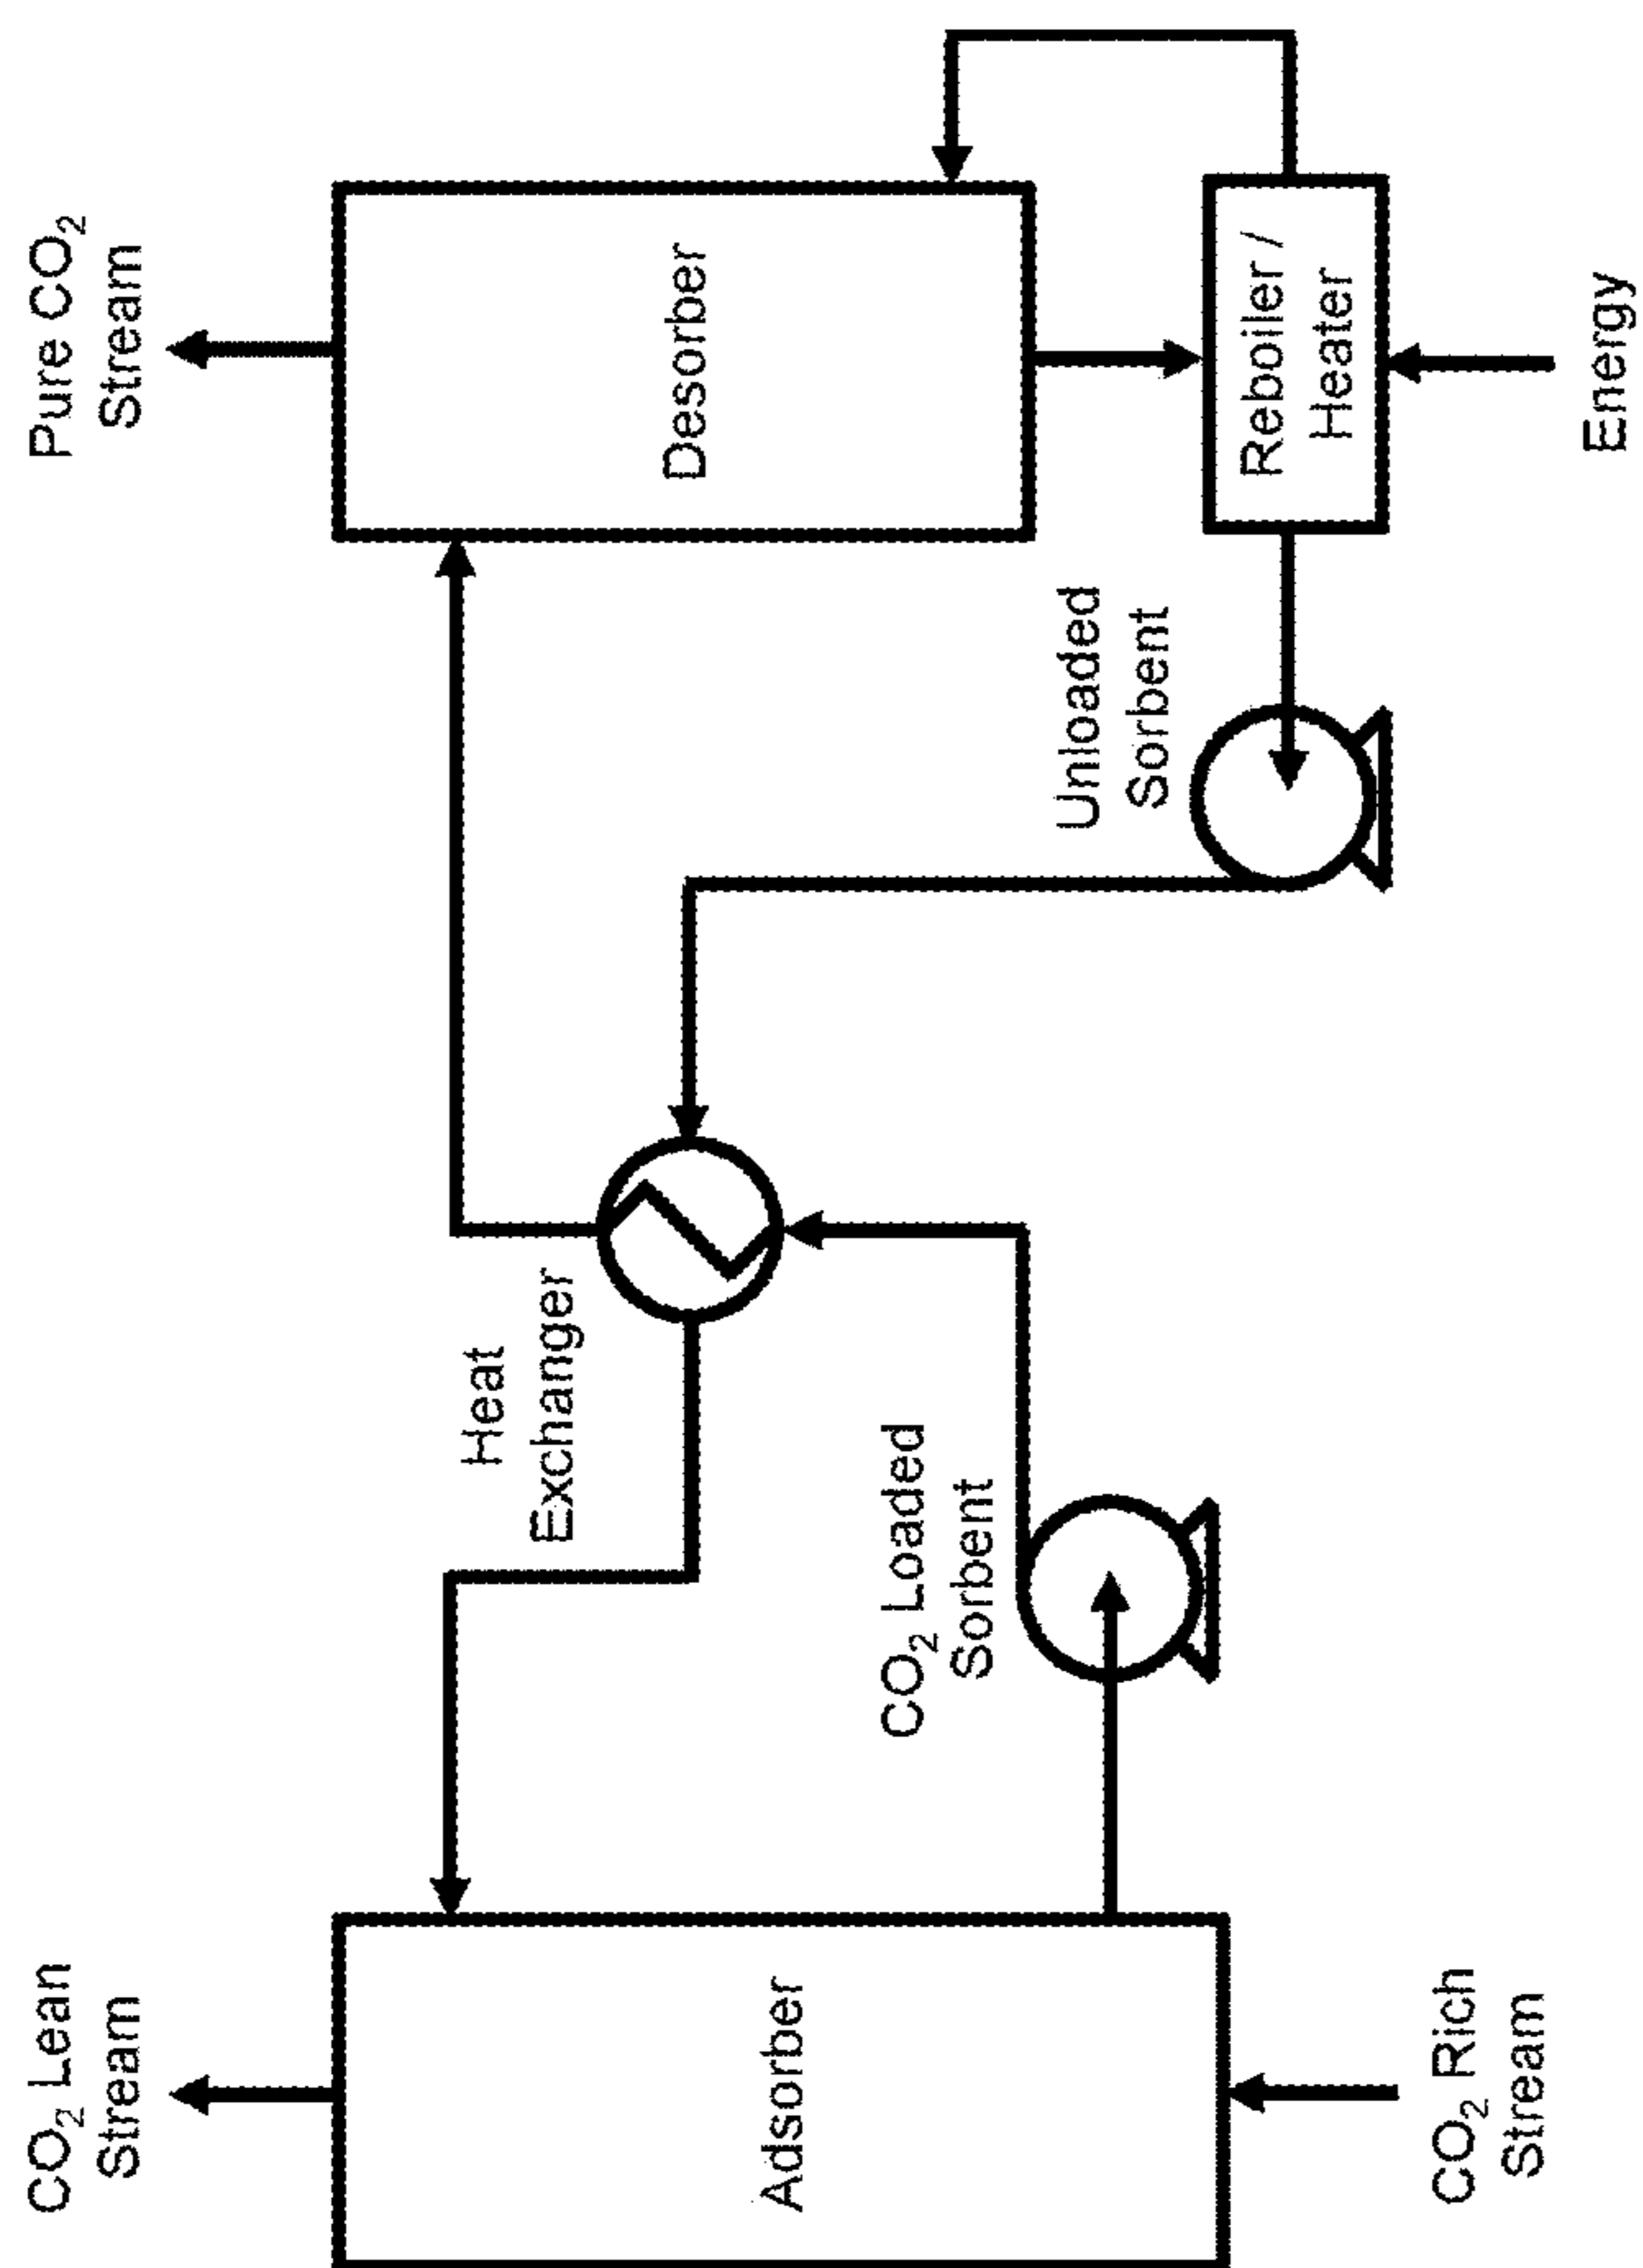 CO₂ Lean
Stream
Adsorber
CO₂ Rich
Stream
Heat
Exchanger
CO₂ Loaded
Sorbent
Unloaded
Sorbent
Pure CO₂
Stream
Desorber
Reboiler /
Heater
Energy